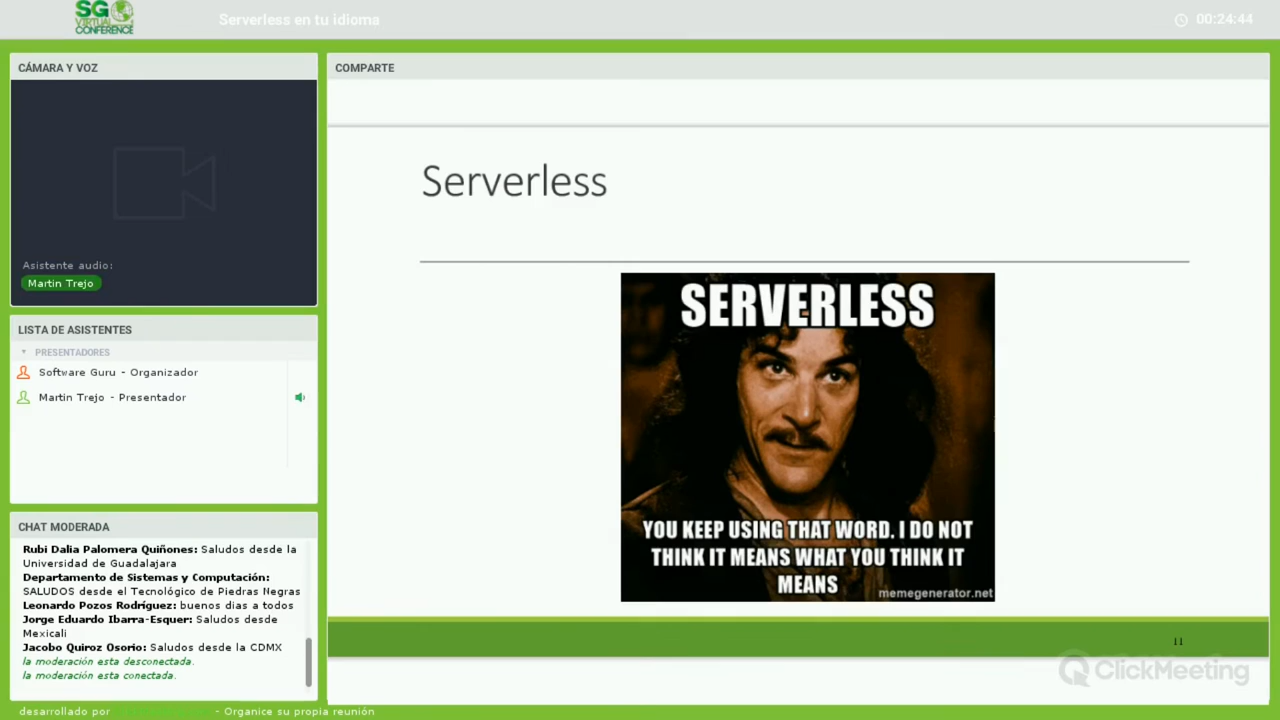 SG
VIRTUAL
CONFERENCE
Serverless en tu idioma
00:24:44
CÁMARA Y VOZ
Asistente audio:
Martin Trejo
LISTA DE ASISTENTES
PRESENTADORES
Software Guru - Organizador
Martin Trejo - Presentador
CHAT MODERADA
Rubi Dalia Palomera Quiñones: Saludos desde la
Universidad de Guadalajara
Departamento de Sistemas y Computación:
SALUDOS desde el Tecnológico de Piedras Negras
Leonardo Pozos Rodríguez: buenos dias a todos
Jorge Eduardo Ibarra-Esquer: Saludos desde
Mexicali
Jacobo Quiroz Osorio: Saludos desde la CDMX
la moderación esta desconectada.
la moderación esta conectada.
desarrollado por
- Organice su propia reunión
COMPARTE
Serverless
SERVERLESS
YOU KEEP USING THAT WORD. I DO NOT
THINK IT MEANS WHAT YOU THINK IT
MEANS
memegenerator.net
11
ClickMeeting